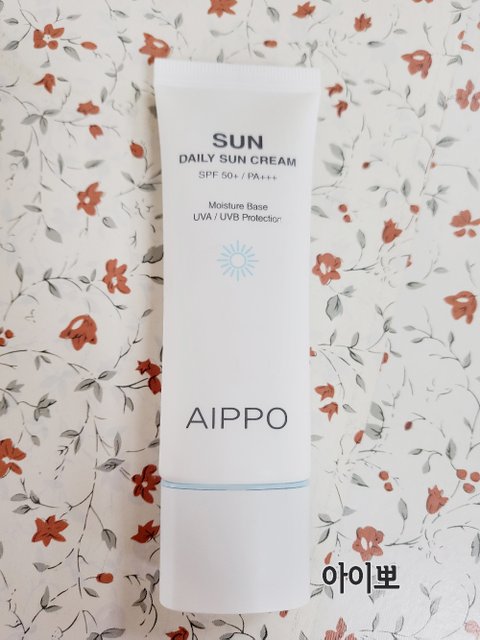 SUN
DAILY SUN CREAM
SPF 50+ / PA+++
Moisture Base
UVA / UVB Protection
AIPPO
아이뽀